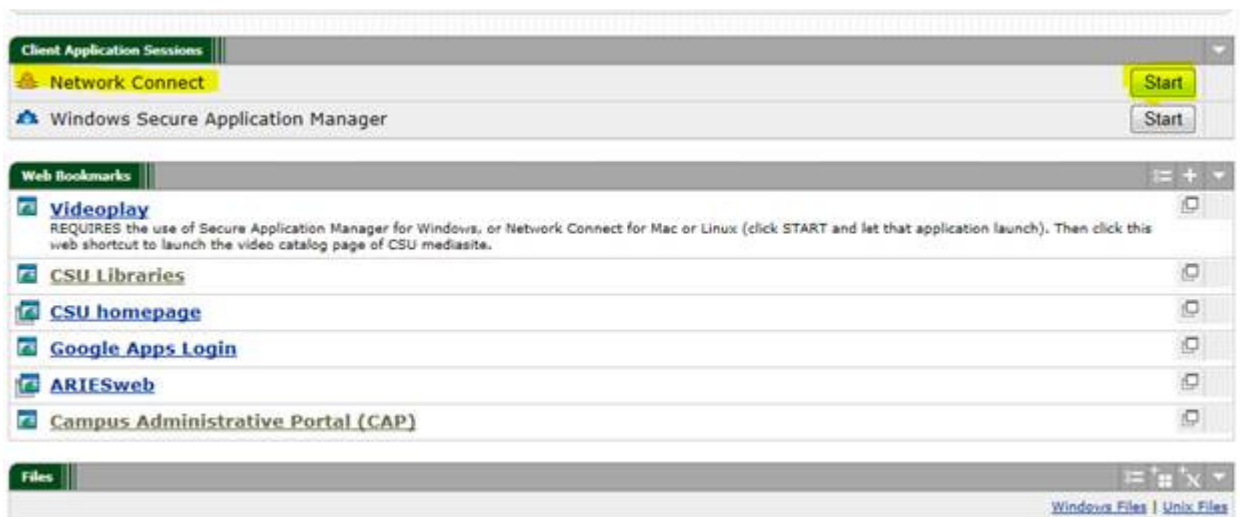 Client Application Sessions
Network Connect
Start
Windows Secure Application Manager
Start
Web Bookmarks
Videoplay
REQUIRES the use of Secure Application Manager for Windows, or Network Connect for Mac or Linux (click START and let that application launch). Then click this
web shortcut to launch the video catalog page of CSU mediasite.
CSU Libraries
CSU homepage
Google Apps Login
ARIESweb
Campus Administrative Portal (CAP)
Files
Windows Files | Unix Files